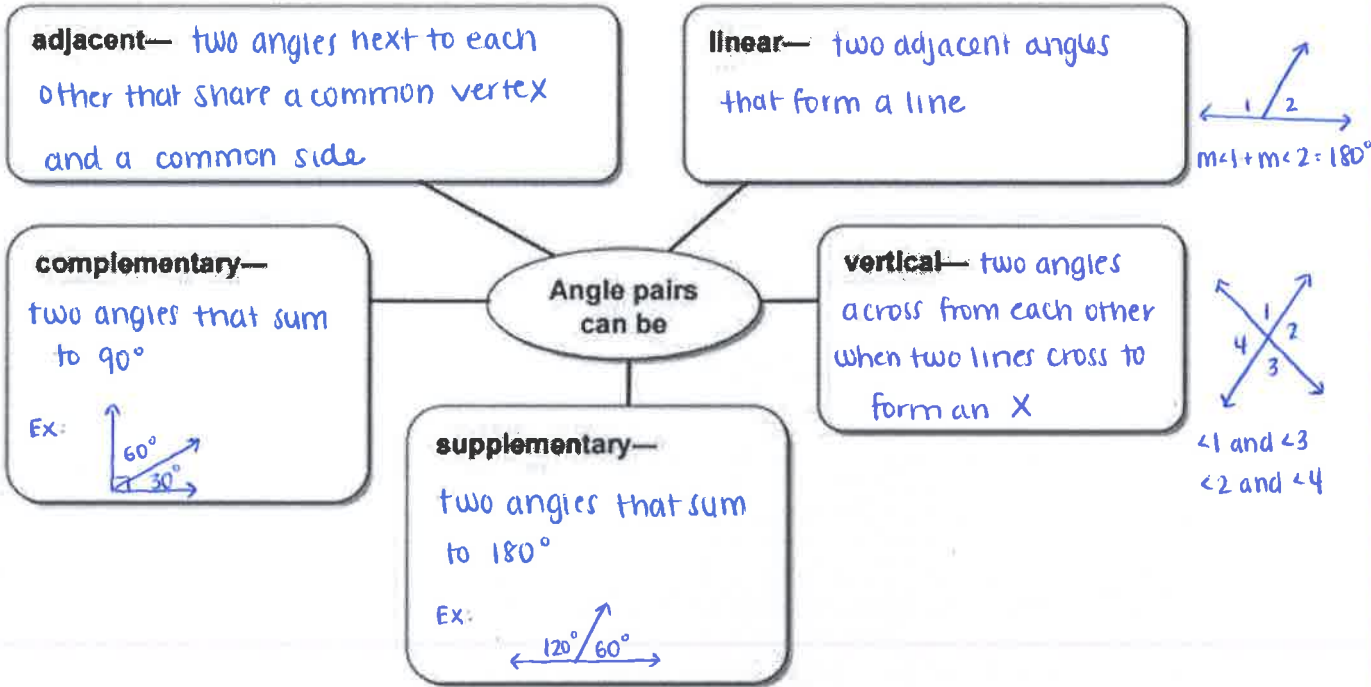 adjacent— two angles next to each
other that share a common vertex
and a common side
linear— two adjacent angles
that form a line
1 2
m<1+m<2=180°
complementary—
two angles that sum
to 90°
Ex:
60°
30°
Angle pairs
can be
vertical— two angles
across from each other
when two lines cross to
form an X
1
4 2
3
<1 and <3
<2 and <4
supplementary—
two angles that sum
to 180°
Ex:
120° 60°